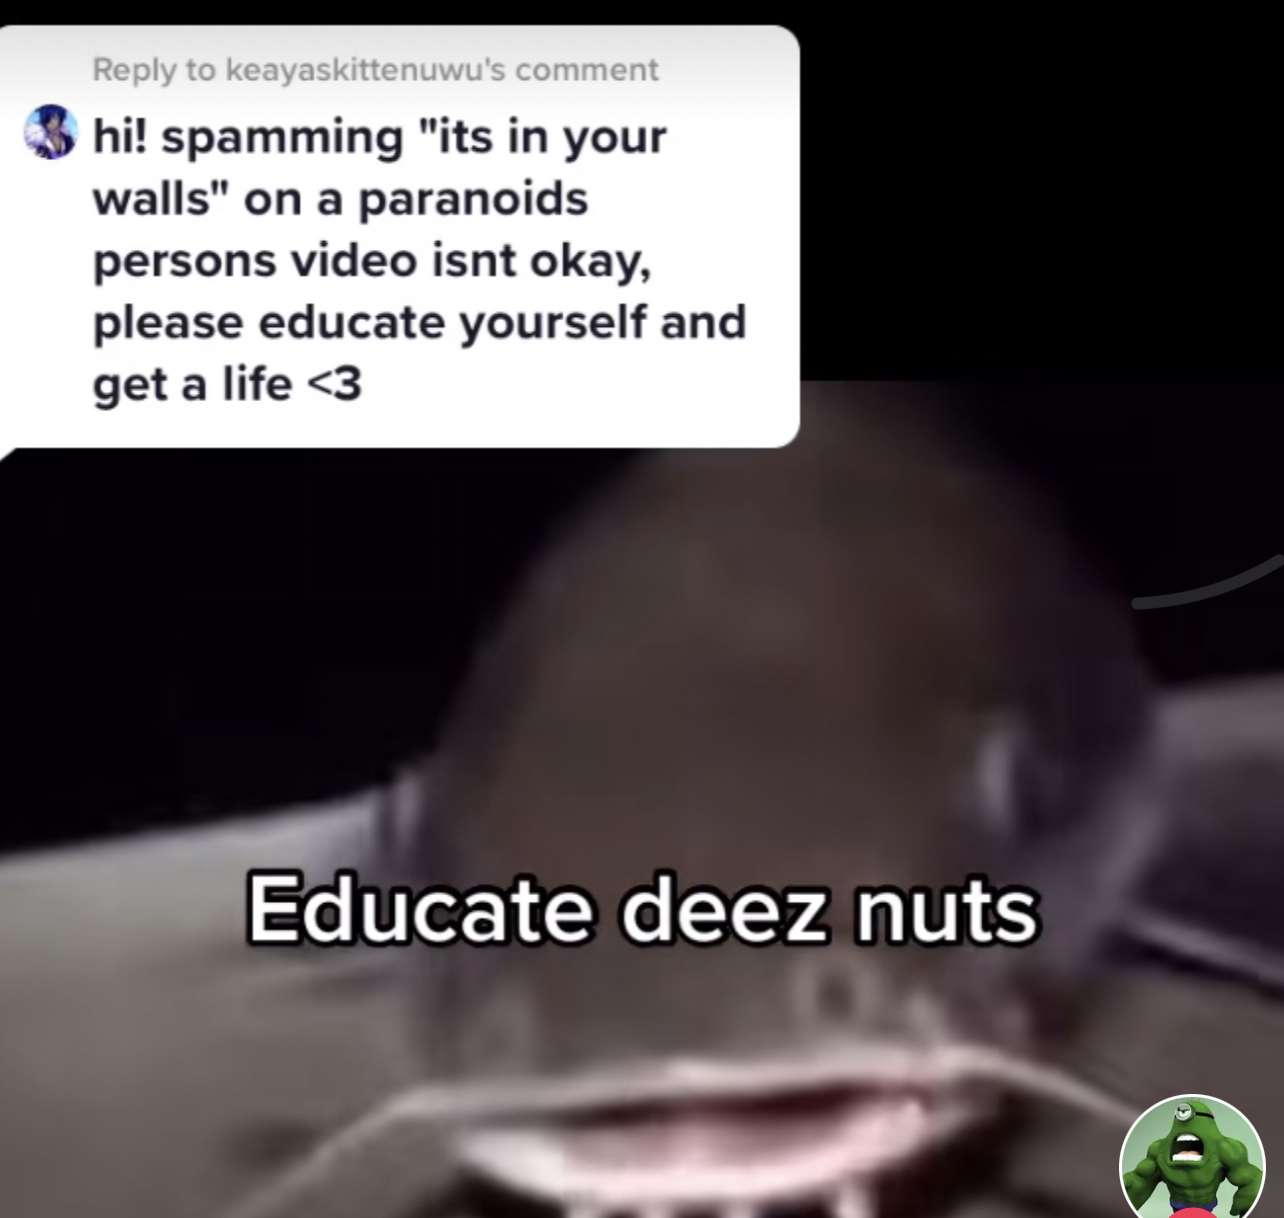 Reply to keayaskittenuwu's comment
hi! spamming "its in your
walls" on a paranoids
persons video isnt okay,
please educate yourself and
get a life <3
Educate deez nuts